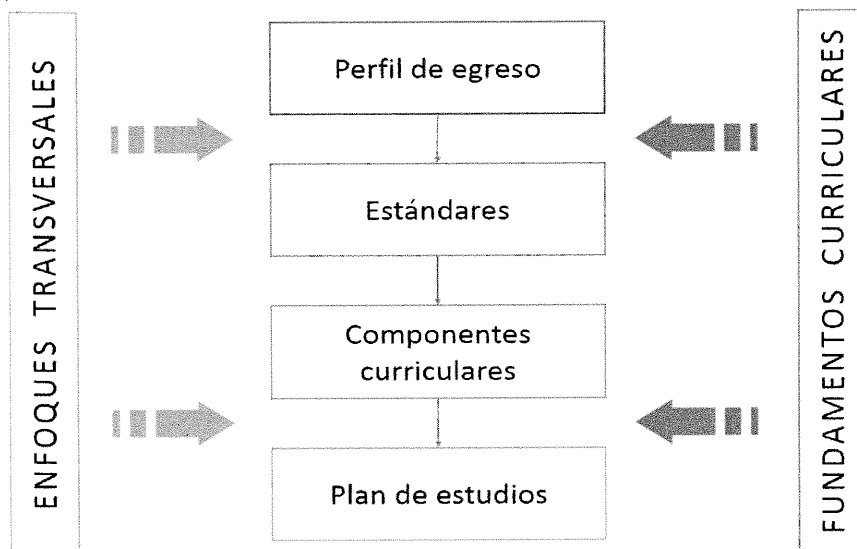 ENFOQUES TRANSVERSALES
Perfil de egreso
Estándares
Componentes
curriculares
Plan de estudios
FUNDAMENTOS CURRICULARES